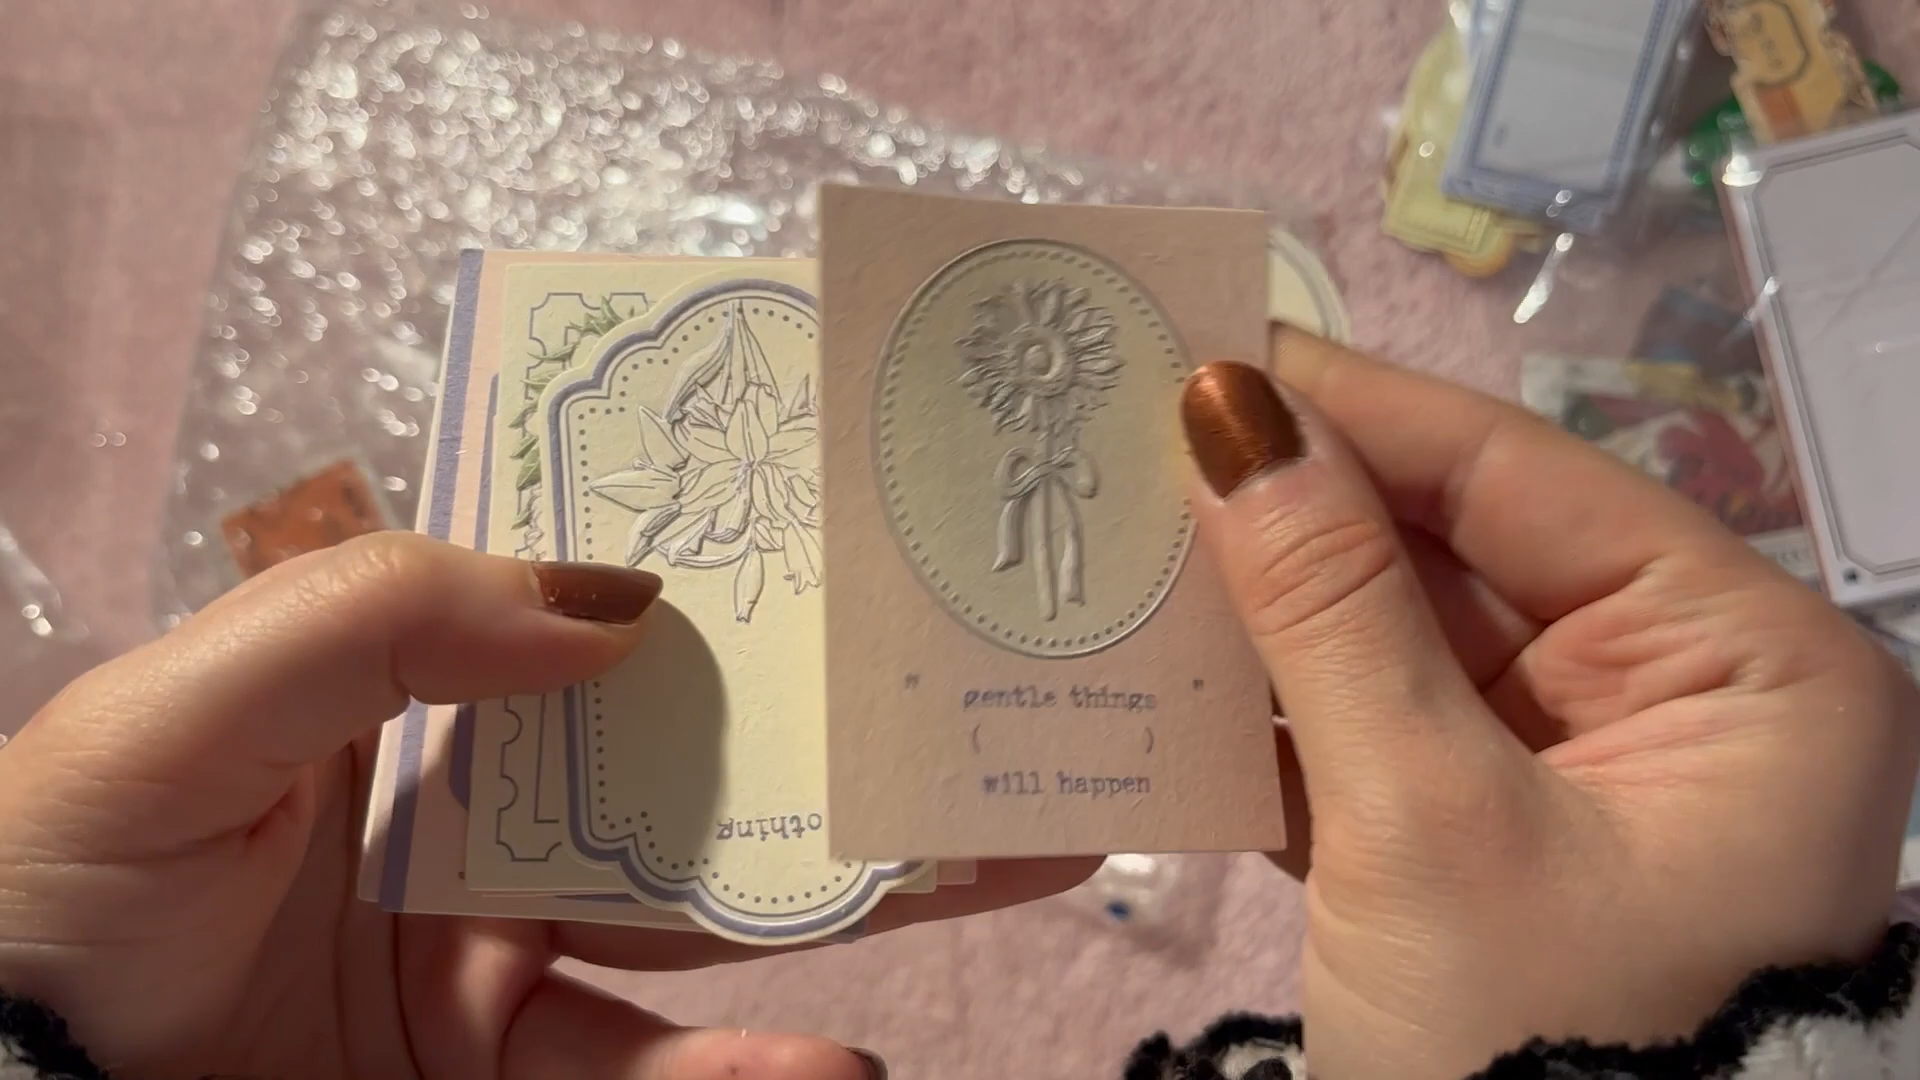 " gentle things "
( )
will happen
othing